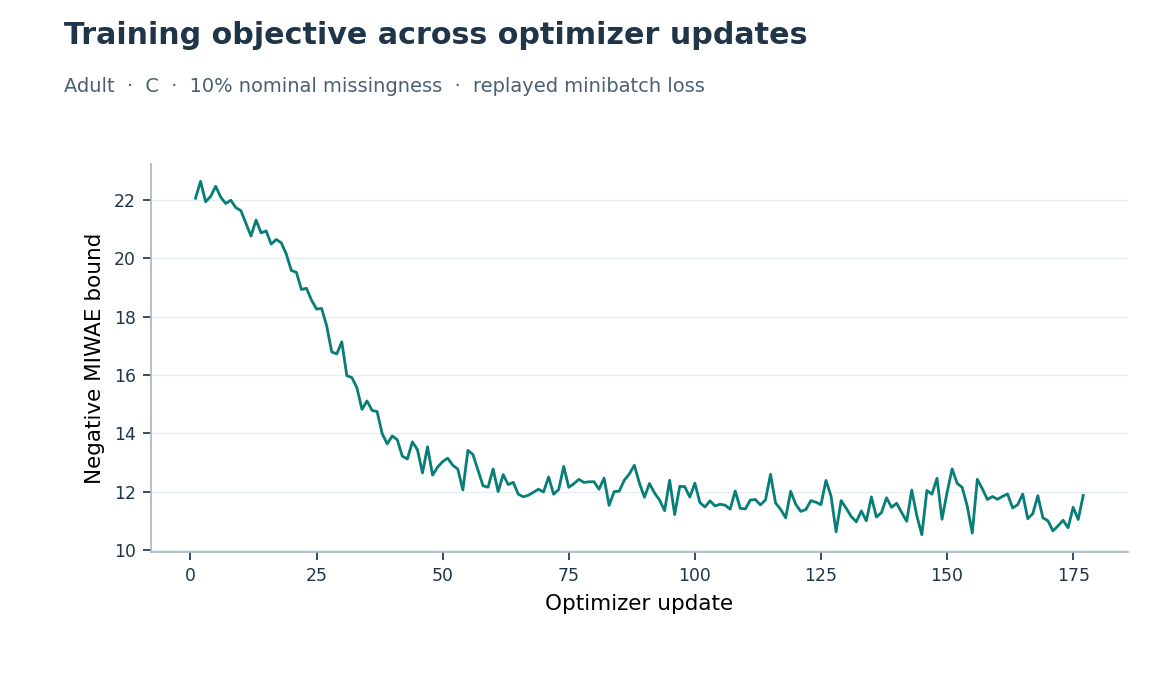 Training objective across optimizer updates
Adult · C · 10% nominal missingness · replayed minibatch loss
Negative MIWAE bound
22
20
18
16
14
12
10
0 25 50 75 100 125 150 175
Optimizer update